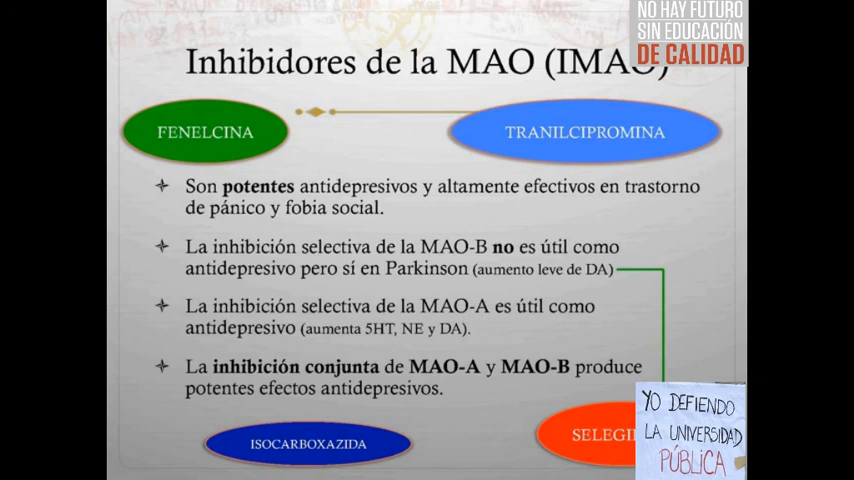 NO HAY FUTURO
SIN EDUCACIÓN
DE CALIDAD
Inhibidores de la MAO (IMAO)
FENELCINA
TRANILCIPROMINA
Son potentes antidepresivos y altamente efectivos en trastorno
de pánico y fobia social.
La inhibición selectiva de la MAO-B no es útil como
antidepresivo pero sí en Parkinson (aumento leve de DA)
La inhibición selectiva de la MAO-A es útil como
antidepresivo (aumenta 5HT, NE y DA).
La inhibición conjunta de MAO-A y MAO-B produce
potentes efectos antidepresivos.
ISOCARBOXAZIDA
SELEGI
YO DEFIENDO
LA UNIVERSIDAD
PÚBLICA